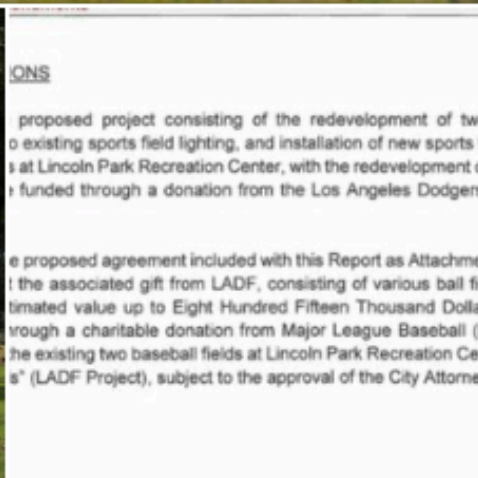 IONS
proposed project consisting of the redevelopment of tw
o existing sports field lighting, and installation of new sports
s at Lincoln Park Recreation Center, with the redevelopment
funded through a donation from the Los Angeles Dodger
e proposed agreement included with this Report as Attachme
the associated gift from LADF, consisting of various ball fi
timated value up to Eight Hundred Fifteen Thousand Dolla
rough a charitable donation from Major League Baseball (
he existing two baseball fields at Lincoln Park Recreation Ce
s" (LADF Project), subject to the approval of the City Attorne